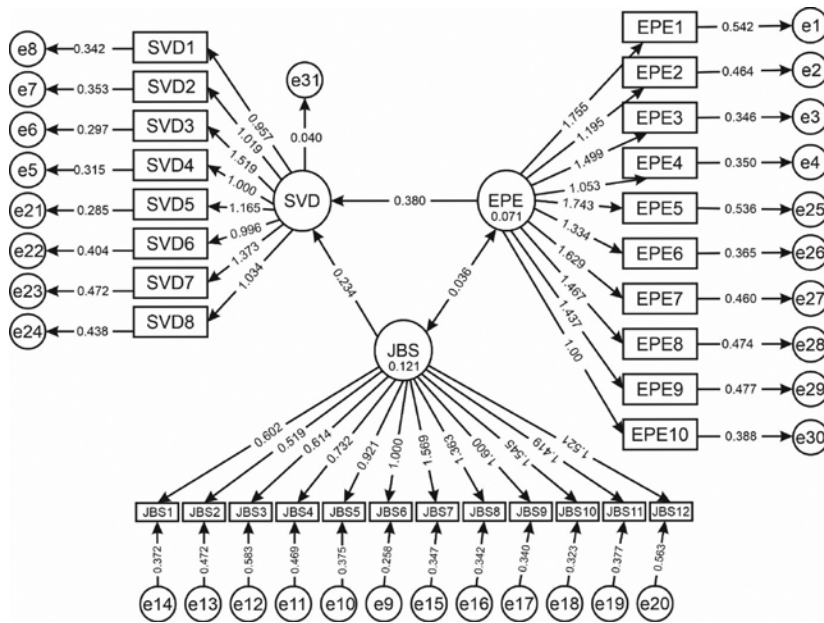 e8 0.342 SVD1
e7 0.353 SVD2
e6 0.297 SVD3
e5 0.315 SVD4
e21 0.285 SVD5
e22 0.404 SVD6
e23 0.472 SVD7
e24 0.438 SVD8
0.957
1.019
1.519
1.000
1.165
0.996
1.373
1.034
e31
0.040
SVD
0.380
EPE
0.071
0.234
0.036
JBS
0.121
1.755
1.195
1.499
1.053
1.743
1.334
1.629
1.467
1.437
1.00
EPE1 0.542 e1
EPE2 0.464 e2
EPE3 0.346 e3
EPE4 0.350 e4
EPE5 0.536 e25
EPE6 0.365 e26
EPE7 0.460 e27
EPE8 0.474 e28
EPE9 0.477 e29
EPE10 0.388 e30
0.602 0.519 0.614 0.732 0.921 1.000 1.569 1.363 1.600 1.545 1.419 1.521
JBS1 JBS2 JBS3 JBS4 JBS5 JBS6 JBS7 JBS8 JBS9 JBS10 JBS11 JBS12
0.372 0.472 0.583 0.469 0.375 0.258 0.347 0.342 0.340 0.323 0.377 0.563
e14 e13 e12 e11 e10 e9 e15 e16 e17 e18 e19 e20